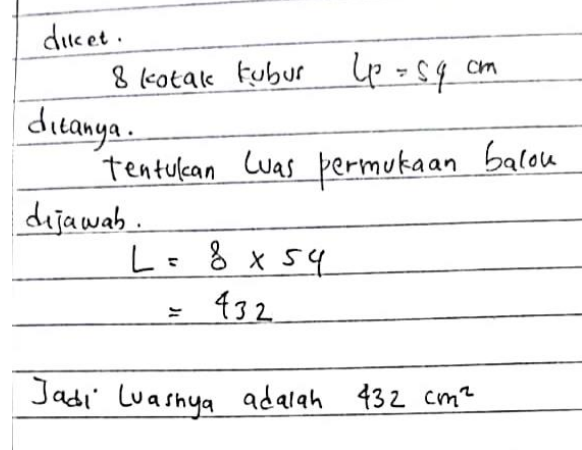 diket.
8 kotak kubus Lp = 54 cm
ditanya.
Tentukan Luas permukaan balok
dijawab.
L = 8 x 54
= 432
Jadi Luasnya adalah 432 cm²